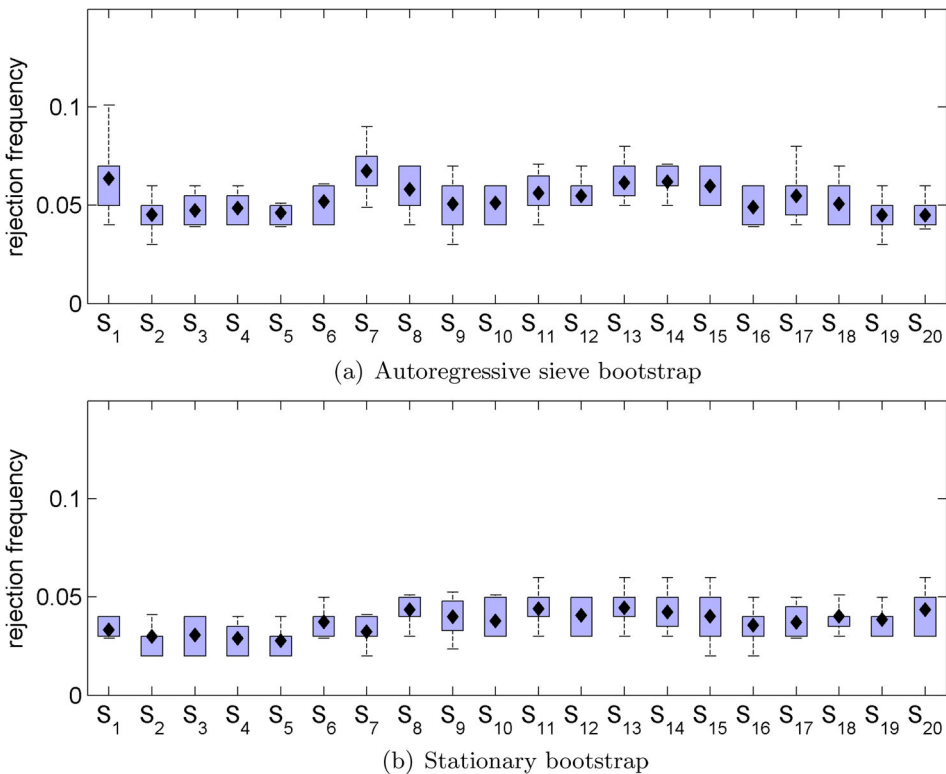 rejection frequency
0.1
0.05
0
S1 S2 S3 S4 S5 S6 S7 S8 S9 S10 S11 S12 S13 S14 S15 S16 S17 S18 S19 S20
(a) Autoregressive sieve bootstrap
rejection frequency
0.1
0.05
0
S1 S2 S3 S4 S5 S6 S7 S8 S9 S10 S11 S12 S13 S14 S15 S16 S17 S18 S19 S20
(b) Stationary bootstrap